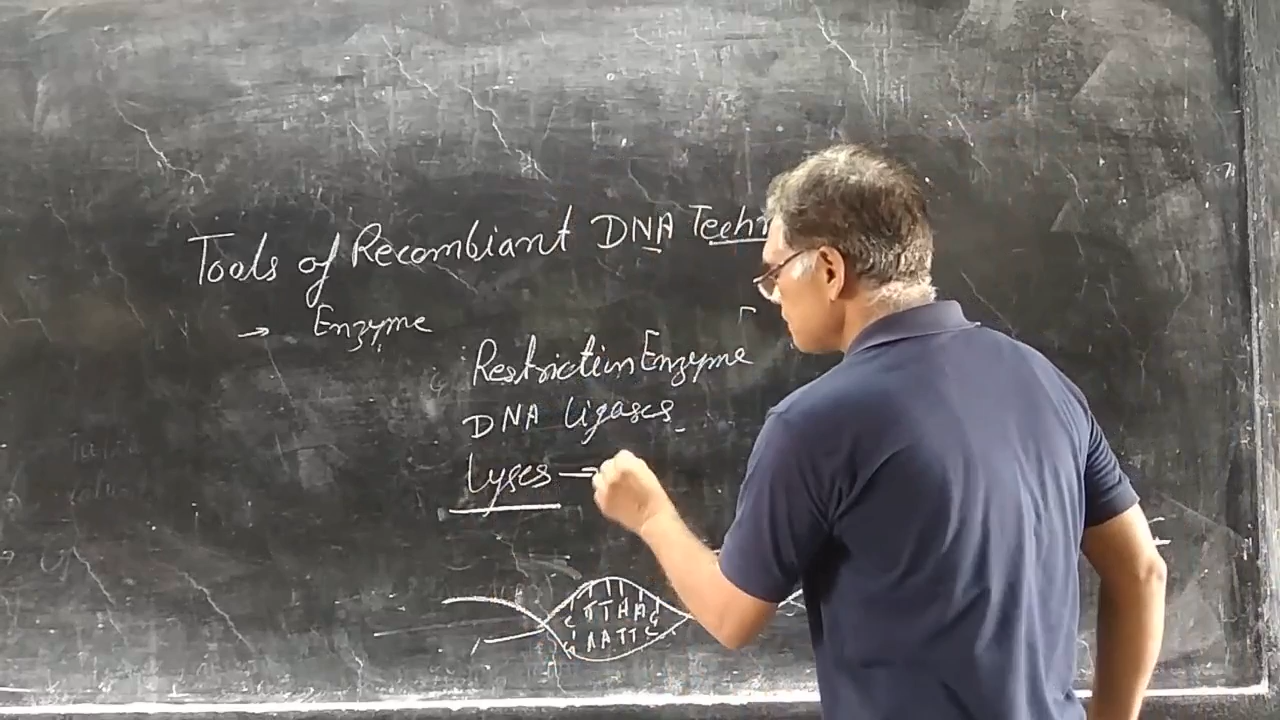 Tools of Recombiant DNA Techn
→ Enzyme
Restriction Enzyme
DNA ligases
lyses →
TTAA
AATT